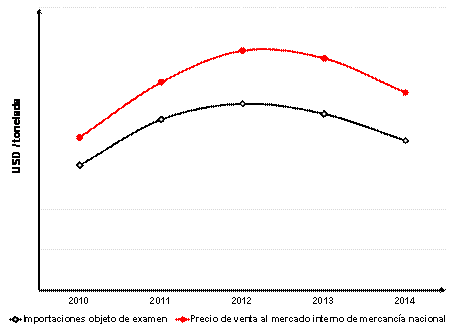 USD /tonelada
2010 2011 2012 2013 2014
Importaciones objeto de examen Precio de venta al mercado interno de mercancía nacional